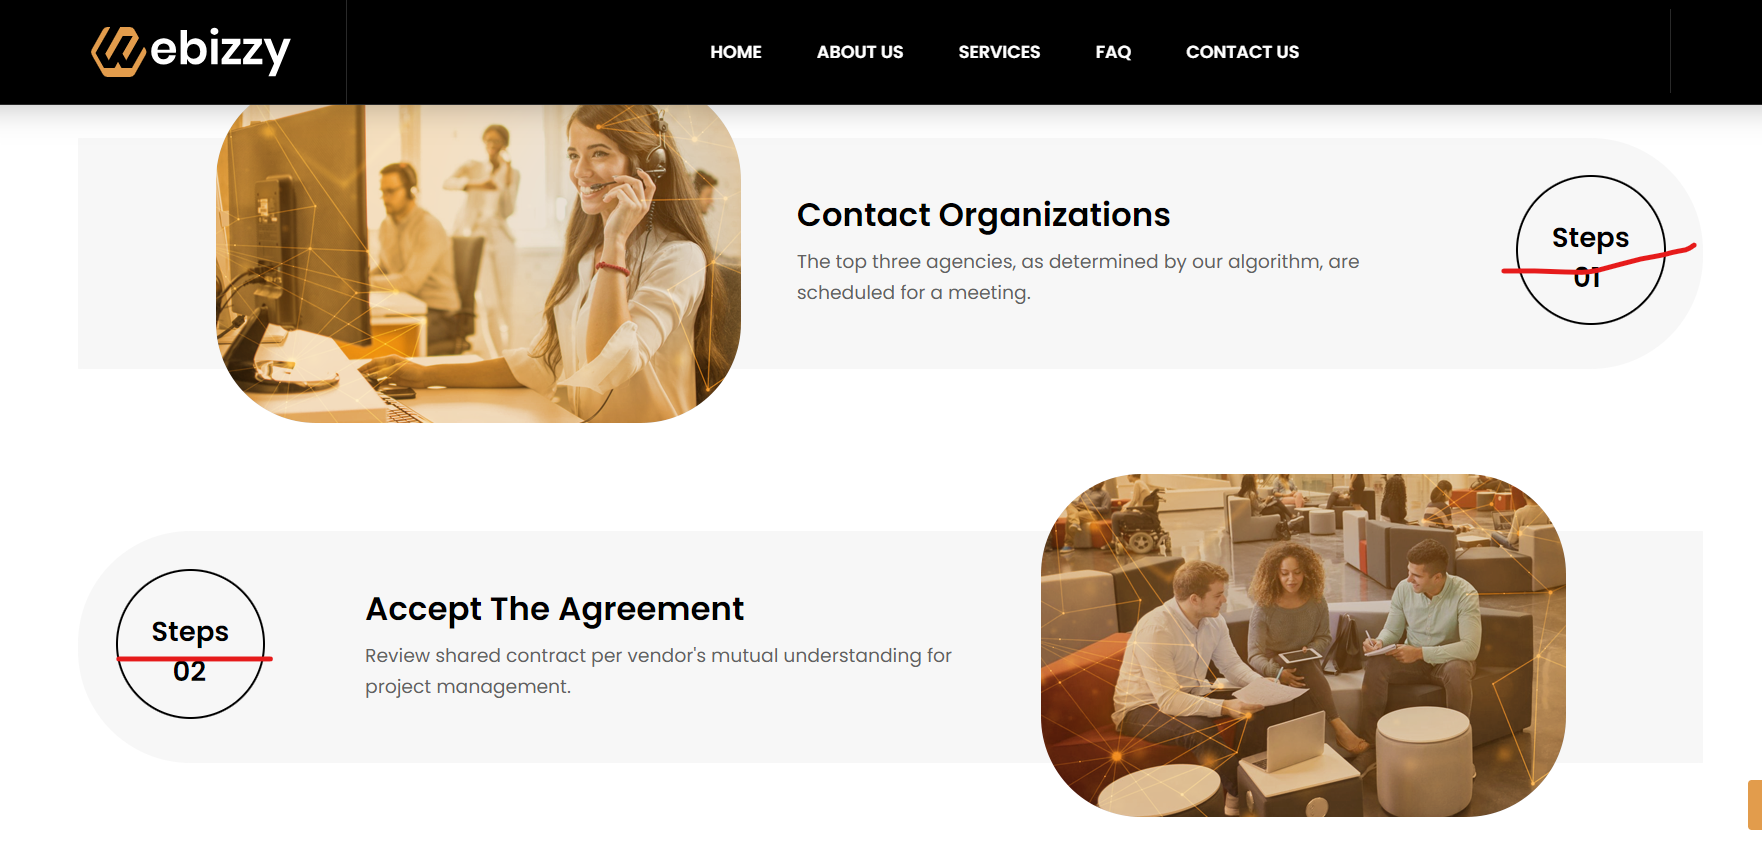 ebizzy
HOME ABOUT US SERVICES FAQ CONTACT US
Contact Organizations
The top three agencies, as determined by our algorithm, are
scheduled for a meeting.
Steps
01
Steps
02
Accept The Agreement
Review shared contract per vendor's mutual understanding for
project management.